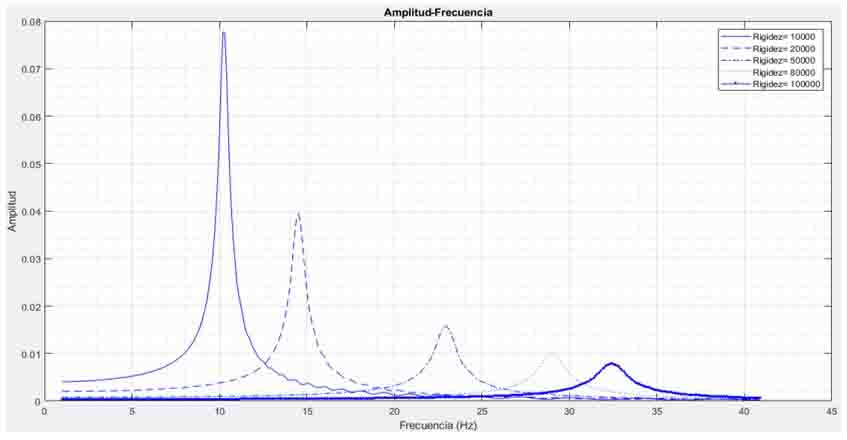 Amplitud-Frecuencia
Rigidez= 10000
Rigidez= 20000
Rigidez= 50000
Rigidez= 80000
Rigidez= 100000
0.08
0.07
0.06
0.05
0.04
0.03
0.02
0.01
0
Amplitud
0 5 10 15 20 25 30 35 40 45
Frecuencia (Hz)